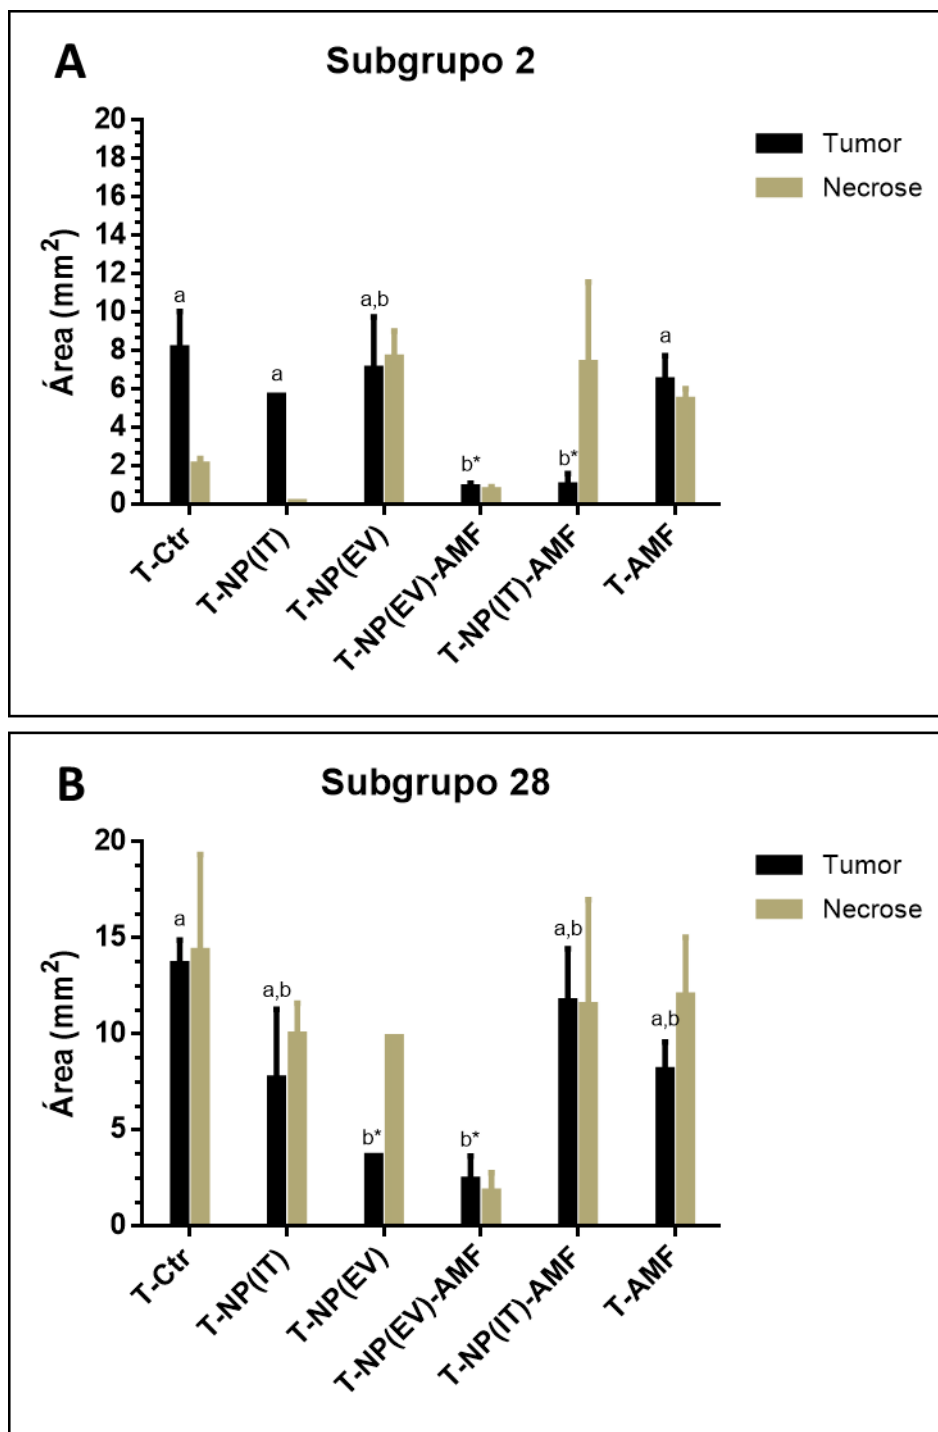 A
Subgrupo 2
Tumor
Necrose
Área (mm²)
20
18
16
14
12
10
8
6
4
2
0
a
a
a,b
b*
b*
a
T-Ctr
T-NP(IT)
T-NP(EV)
T-NP(EV)-AMF
T-NP(IT)-AMF
T-AMF
B
Subgrupo 28
Tumor
Necrose
Área (mm²)
20
15
10
5
0
a
a,b
b*
b*
a,b
a,b
T-Ctr
T-NP(IT)
T-NP(EV)
T-NP(EV)-AMF
T-NP(IT)-AMF
T-AMF